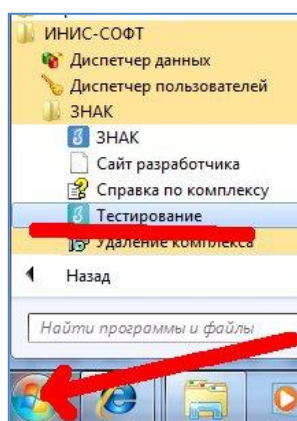 ИНИС-СОФТ
Диспетчер данных
Диспетчер пользователей
ЗНАК
ЗНАК
Сайт разработчика
Справка по комплексу
Тестирование
Удаление комплекса
Назад
Найти программы и файлы